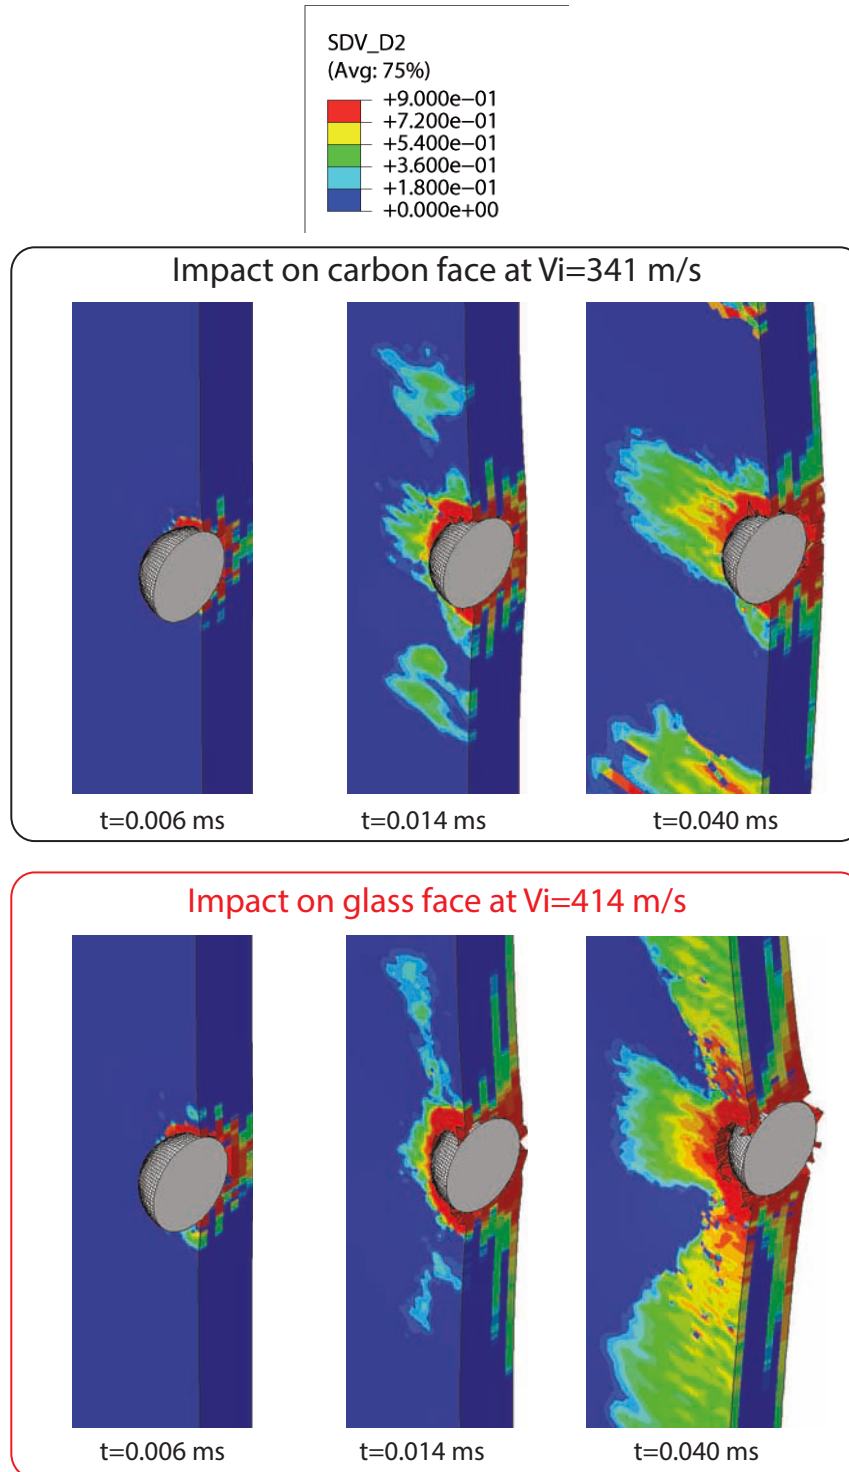 SDV_D2
(Avg: 75%)
+9.000e−01
+7.200e−01
+5.400e−01
+3.600e−01
+1.800e−01
+0.000e+00
Impact on carbon face at Vi=341 m/s
t=0.006 ms
t=0.014 ms
t=0.040 ms
Impact on glass face at Vi=414 m/s
t=0.006 ms
t=0.014 ms
t=0.040 ms